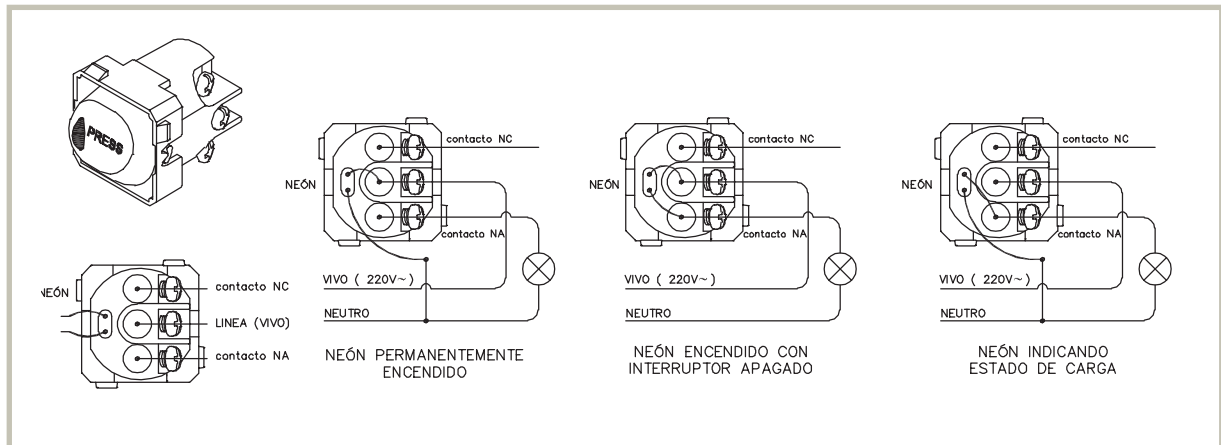 PRESS
NEÓN
contacto NC
LINEA (VIVO)
contacto NA
contacto NC
NEÓN
contacto NA
VIVO ( 220V~)
NEUTRO
NEÓN PERMANENTEMENTE
ENCENDIDO
contacto NC
NEÓN
contacto NA
VIVO ( 220V~)
NEUTRO
NEÓN ENCENDIDO CON
INTERRUPTOR APAGADO
contacto NC
NEÓN
contacto NA
VIVO ( 220V~)
NEUTRO
NEÓN INDICANDO
ESTADO DE CARGA